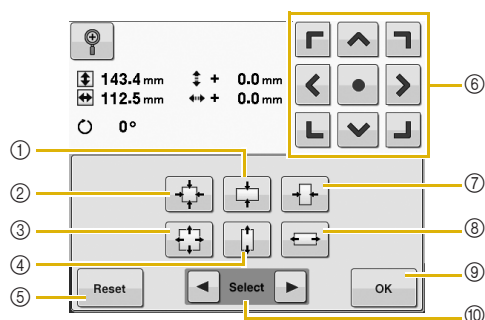 143.4 mm + 0.0 mm
112.5 mm + 0.0 mm
0°
⑥
①
②
⑦
③
⑧
④
⑤
Reset
Select
OK
⑨
⑩